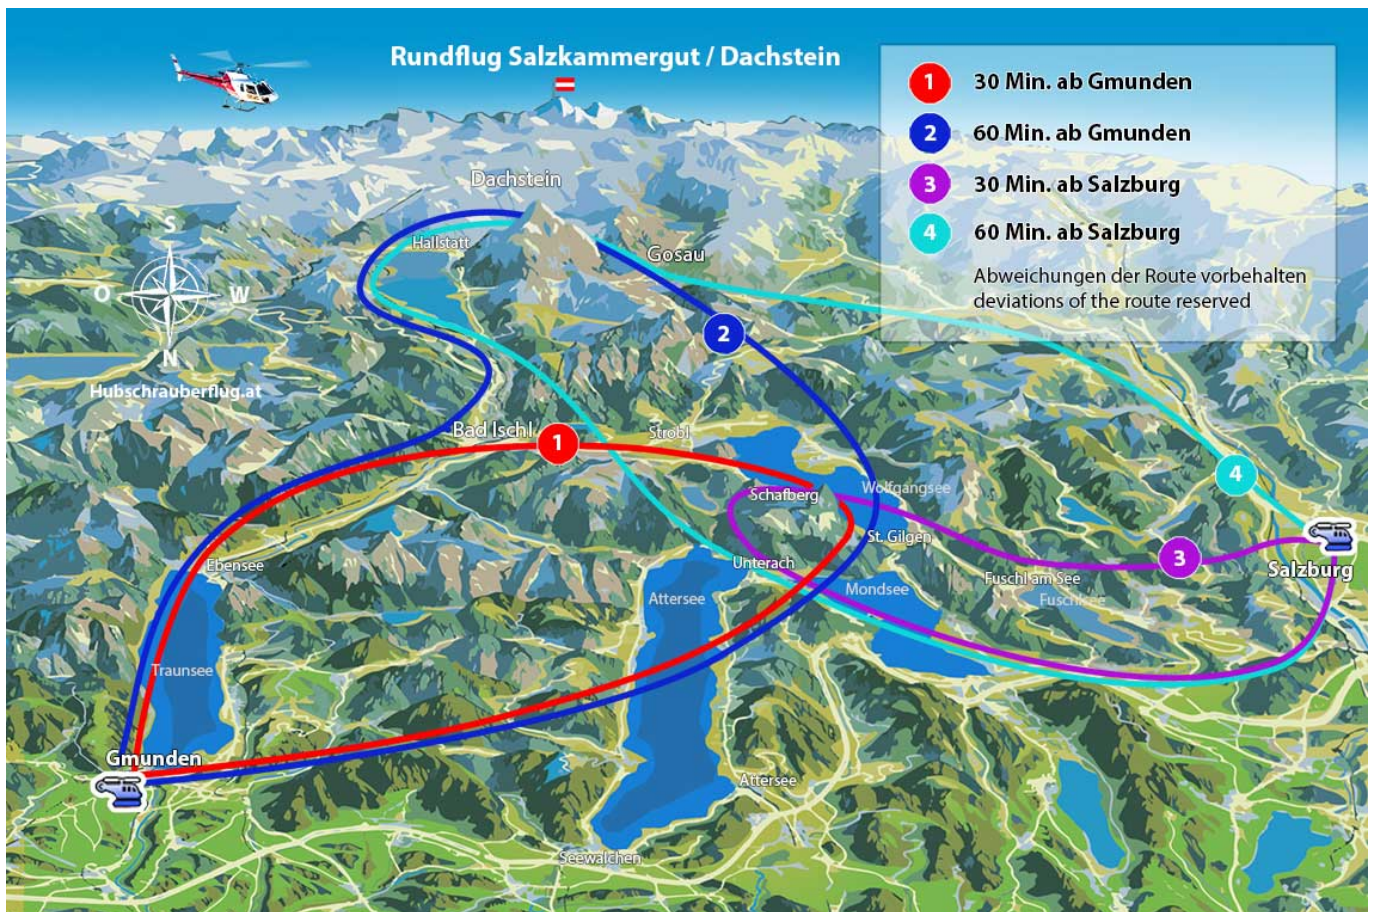 Rundflug Salzkammergut / Dachstein
1 30 Min. ab Gmunden
2 60 Min. ab Gmunden
3 30 Min. ab Salzburg
4 60 Min. ab Salzburg
Abweichungen der Route vorbehalten
deviations of the route reserved
Dachstein
Hallstatt
Gosau
S
O W
N
Hubschrauberflug.at
2
Bad Ischl
1
Strobl
4
Schafberg
Wolfgangsee
St. Gilgen
3
Salzburg
Ebensee
Unterach
Fuschl am See
Fuschlsee
Mondsee
Attersee
Traunsee
Gmunden
Attersee
Seewalchen